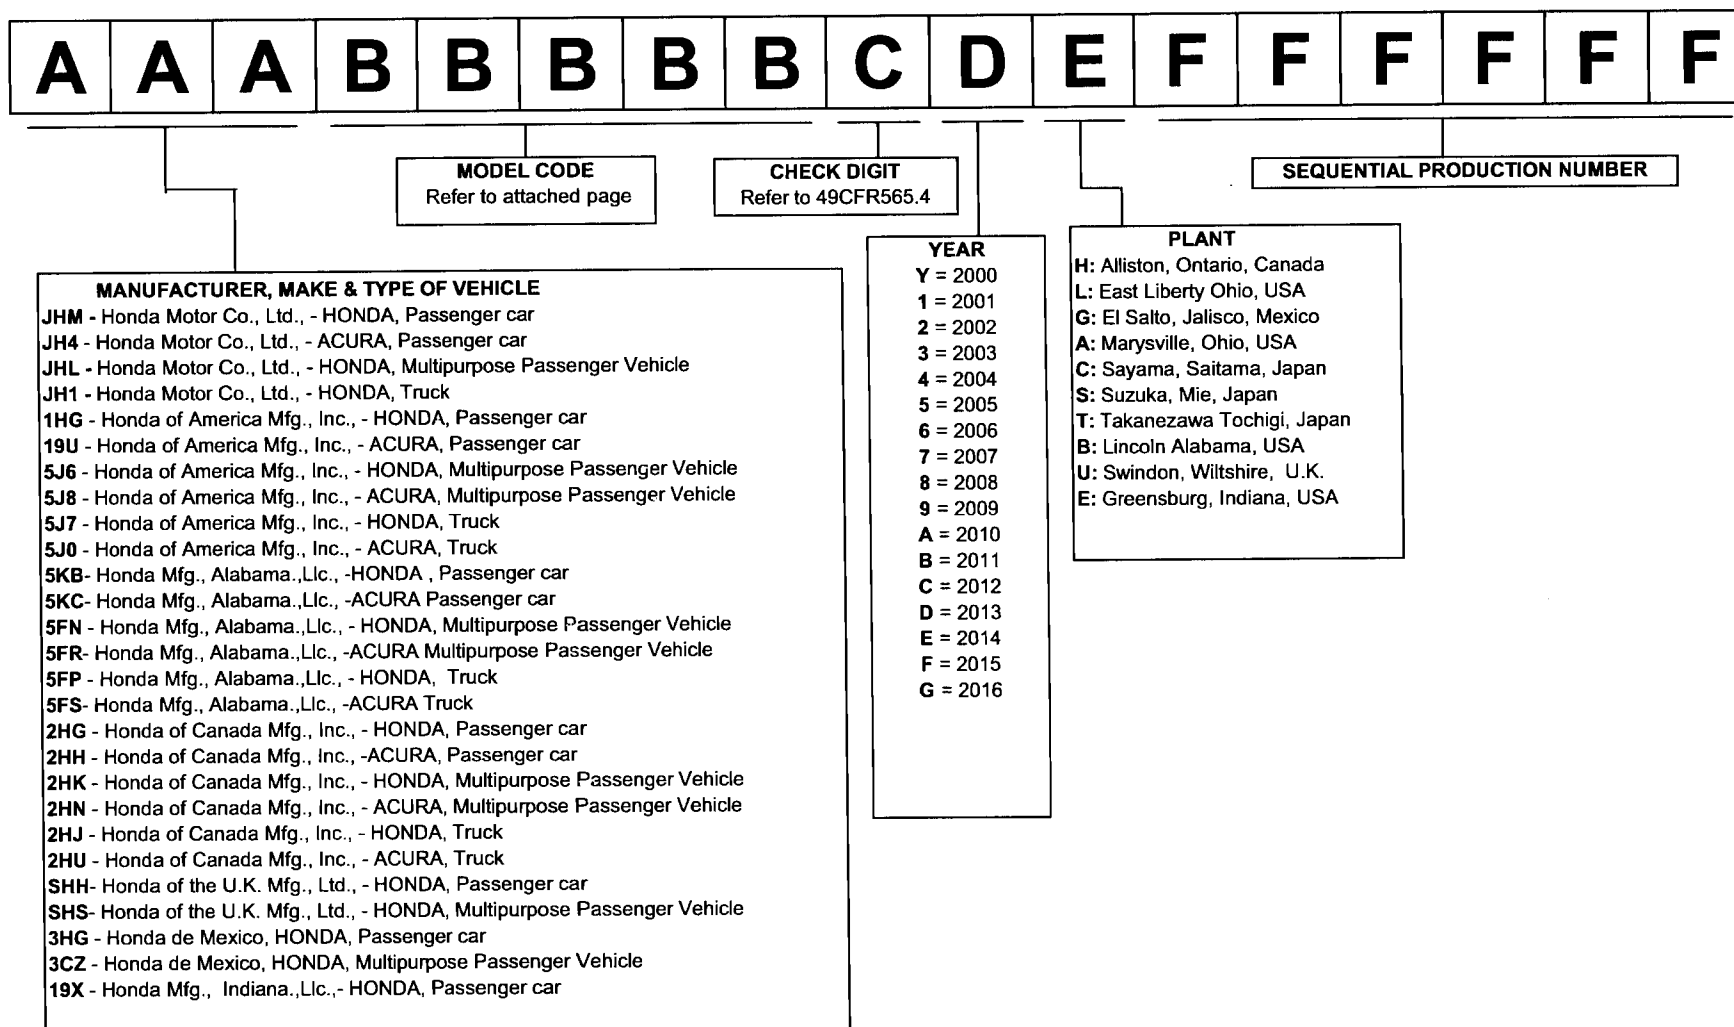 A A A B B B B B C D E F F F F F F
MODEL CODE
Refer to attached page
CHECK DIGIT
Refer to 49CFR565.4
SEQUENTIAL PRODUCTION NUMBER
MANUFACTURER, MAKE & TYPE OF VEHICLE
JHM - Honda Motor Co., Ltd., - HONDA, Passenger car
JH4 - Honda Motor Co., Ltd., - ACURA, Passenger car
JHL - Honda Motor Co., Ltd., - HONDA, Multipurpose Passenger Vehicle
JH1 - Honda Motor Co., Ltd., - HONDA, Truck
1HG - Honda of America Mfg., Inc., - HONDA, Passenger car
19U - Honda of America Mfg., Inc., - ACURA, Passenger car
5J6 - Honda of America Mfg., Inc., - HONDA, Multipurpose Passenger Vehicle
5J8 - Honda of America Mfg., Inc., - ACURA, Multipurpose Passenger Vehicle
5J7 - Honda of America Mfg., Inc., - HONDA, Truck
5J0 - Honda of America Mfg., Inc., - ACURA, Truck
5KB- Honda Mfg., Alabama.,Llc., -HONDA , Passenger car
5KC- Honda Mfg., Alabama.,Llc., -ACURA Passenger car
5FN - Honda Mfg., Alabama.,Llc., - HONDA, Multipurpose Passenger Vehicle
5FR- Honda Mfg., Alabama.,Llc., -ACURA Multipurpose Passenger Vehicle
5FP - Honda Mfg., Alabama.,Llc., - HONDA, Truck
5FS- Honda Mfg., Alabama.,Llc., -ACURA Truck
2HG - Honda of Canada Mfg., Inc., - HONDA, Passenger car
2HH - Honda of Canada Mfg., Inc., -ACURA, Passenger car
2HK - Honda of Canada Mfg., Inc., - HONDA, Multipurpose Passenger Vehicle
2HN - Honda of Canada Mfg., Inc., - ACURA, Multipurpose Passenger Vehicle
2HJ - Honda of Canada Mfg., Inc., - HONDA, Truck
2HU - Honda of Canada Mfg., Inc., - ACURA, Truck
SHH- Honda of the U.K. Mfg., Ltd., - HONDA, Passenger car
SHS- Honda of the U.K. Mfg., Ltd., - HONDA, Multipurpose Passenger Vehicle
3HG - Honda de Mexico, HONDA, Passenger car
3CZ - Honda de Mexico, HONDA, Multipurpose Passenger Vehicle
19X - Honda Mfg., Indiana.,Llc.,- HONDA, Passenger car
YEAR
Y = 2000
1 = 2001
2 = 2002
3 = 2003
4 = 2004
5 = 2005
6 = 2006
7 = 2007
8 = 2008
9 = 2009
A = 2010
B = 2011
C = 2012
D = 2013
E = 2014
F = 2015
G = 2016
PLANT
H: Alliston, Ontario, Canada
L: East Liberty Ohio, USA
G: El Salto, Jalisco, Mexico
A: Marysville, Ohio, USA
C: Sayama, Saitama, Japan
S: Suzuka, Mie, Japan
T: Takanezawa Tochigi, Japan
B: Lincoln Alabama, USA
U: Swindon, Wiltshire, U.K.
E: Greensburg, Indiana, USA